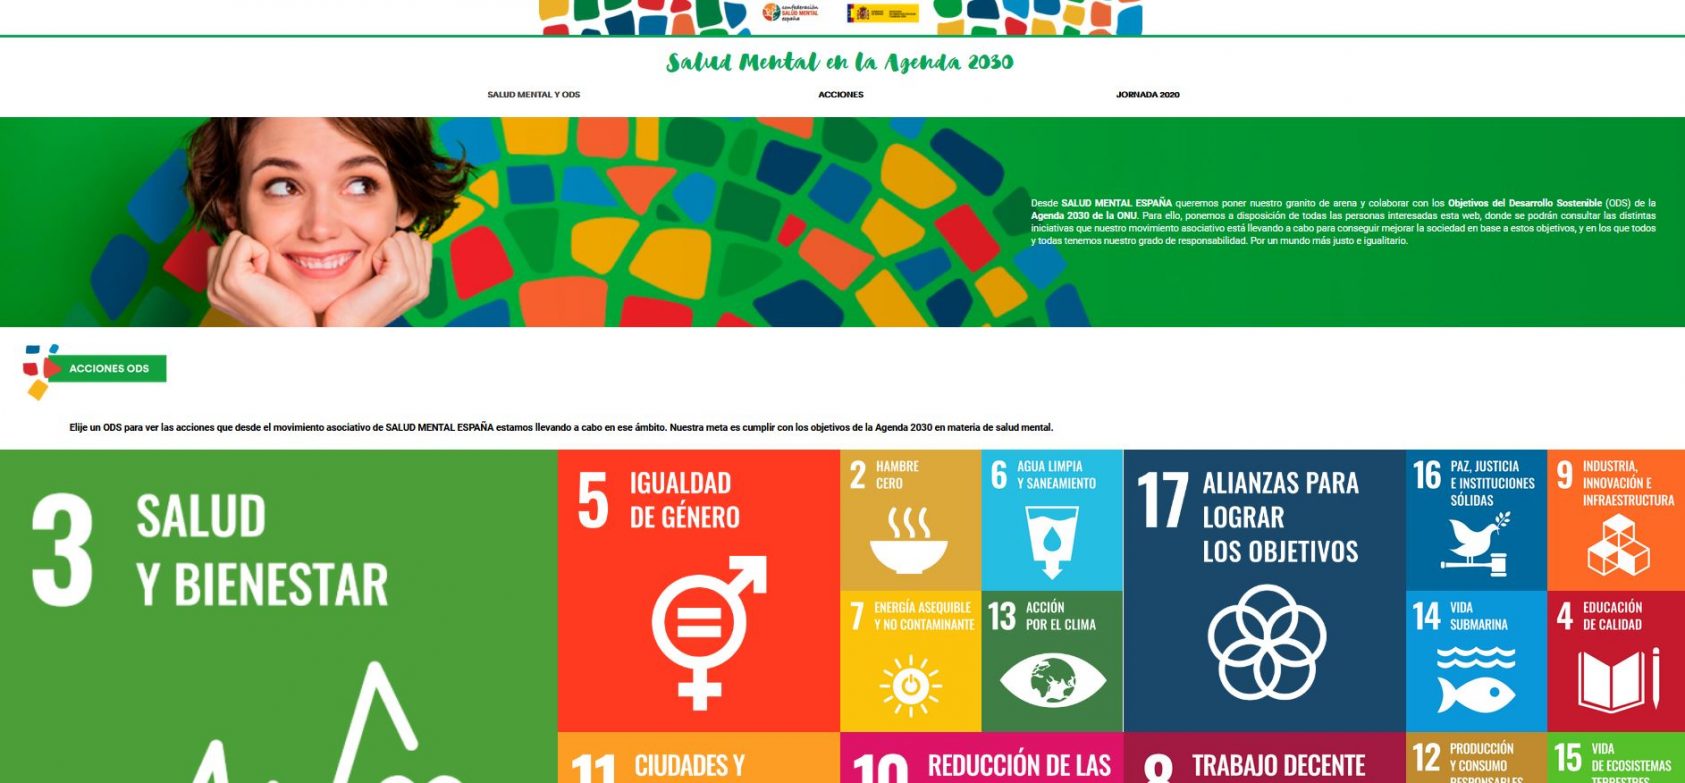 confederación
SALUD MENTAL
españa
Salud Mental en la Agenda 2030
SALUD MENTAL Y ODS
ACCIONES
JORNADA 2020
Desde SALUD MENTAL ESPAÑA queremos poner nuestro granito de arena y colaborar con los Objetivos del Desarrollo Sostenible (ODS) de la
Agenda 2030 de la ONU. Para ello, ponemos a disposición de todas las personas interesadas esta web, donde se podrán consultar las distintas
iniciativas que nuestro movimiento asociativo está llevando a cabo para conseguir mejorar la sociedad en base a estos objetivos, y en los que todos
y todas tenemos nuestro grado de responsabilidad. Por un mundo más justo e igualitario.
ACCIONES ODS
Elije un ODS para ver las acciones que desde el movimiento asociativo de SALUD MENTAL ESPAÑA estamos llevando a cabo en ese ámbito. Nuestra meta es cumplir con los objetivos de la Agenda 2030 en materia de salud mental.
3 SALUD
Y BIENESTAR
5 IGUALDAD
DE GÉNERO
2 HAMBRE
CERO
6 AGUA LIMPIA
Y SANEAMIENTO
7 ENERGÍA ASEQUIBLE
Y NO CONTAMINANTE
13 ACCIÓN
POR EL CLIMA
17 ALIANZAS PARA
LOGRAR
LOS OBJETIVOS
16 PAZ, JUSTICIA
E INSTITUCIONES
SÓLIDAS
9 INDUSTRIA,
INNOVACIÓN E
INFRAESTRUCTURA
14 VIDA
SUBMARINA
4 EDUCACIÓN
DE CALIDAD
11 CIUDADES Y
10 REDUCCIÓN DE LAS
8 TRABAJO DECENTE
12 PRODUCCIÓN
Y CONSUMO
RESPONSABLES
15 VIDA
DE ECOSISTEMAS
TERRESTRES